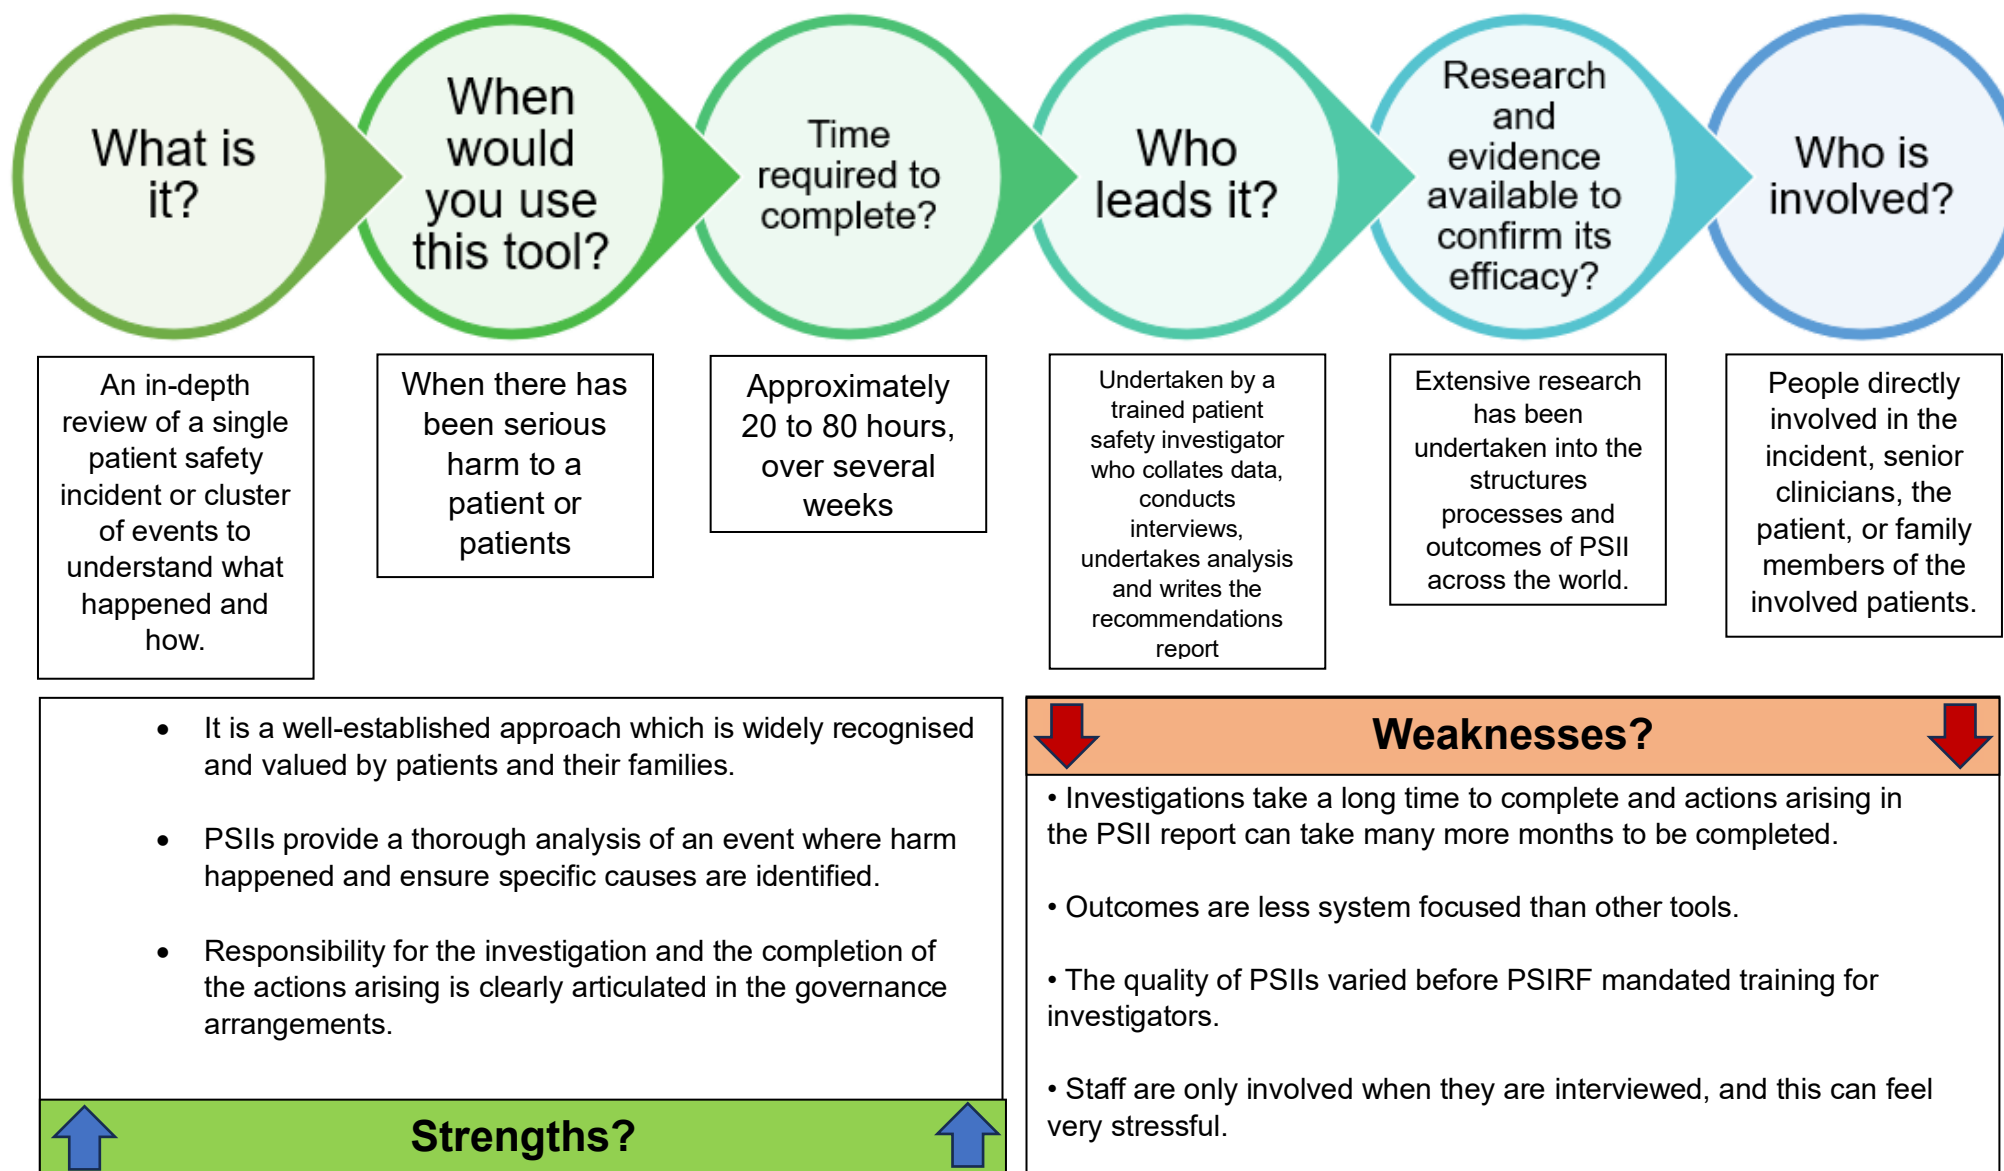 What is
it?
When
would
you use
this tool?
Time
required to
complete?
Who
leads it?
Research
and
evidence
available to
confirm its
efficacy?
Who is
involved?
An in-depth
review of a single
patient safety
incident or cluster
of events to
understand what
happened and
how.
When there has
been serious
harm to a
patient or
patients
Approximately
20 to 80 hours,
over several
weeks
Undertaken by a
trained patient
safety investigator
who collates data,
conducts
interviews,
undertakes analysis
and writes the
recommendations
report
Extensive research
has been
undertaken into the
structures
processes and
outcomes of PSII
across the world.
People directly
involved in the
incident, senior
clinicians, the
patient, or family
members of the
involved patients.
• It is a well-established approach which is widely recognised
and valued by patients and their families.
• PSIIs provide a thorough analysis of an event where harm
happened and ensure specific causes are identified.
• Responsibility for the investigation and the completion of
the actions arising is clearly articulated in the governance
arrangements.
Strengths?
Weaknesses?
• Investigations take a long time to complete and actions arising in
the PSII report can take many more months to be completed.
• Outcomes are less system focused than other tools.
• The quality of PSIIs varied before PSIRF mandated training for
investigators.
• Staff are only involved when they are interviewed, and this can feel
very stressful.